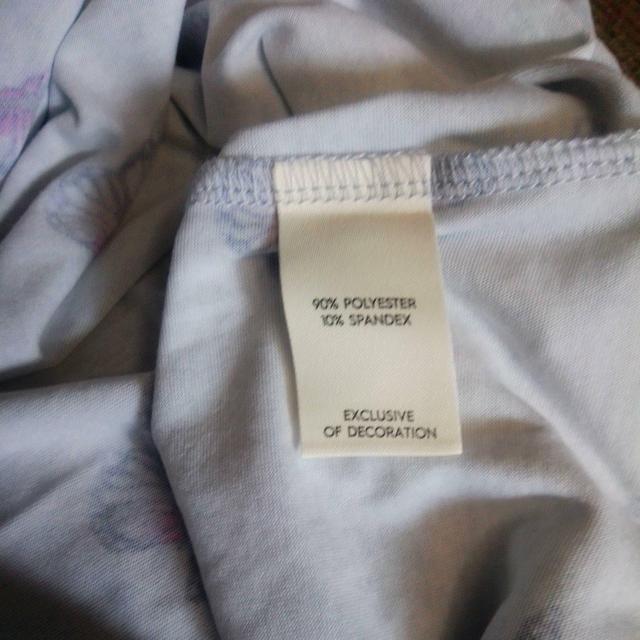 90% POLYESTER
10% SPANDEX
EXCLUSIVE
OF DECORATION